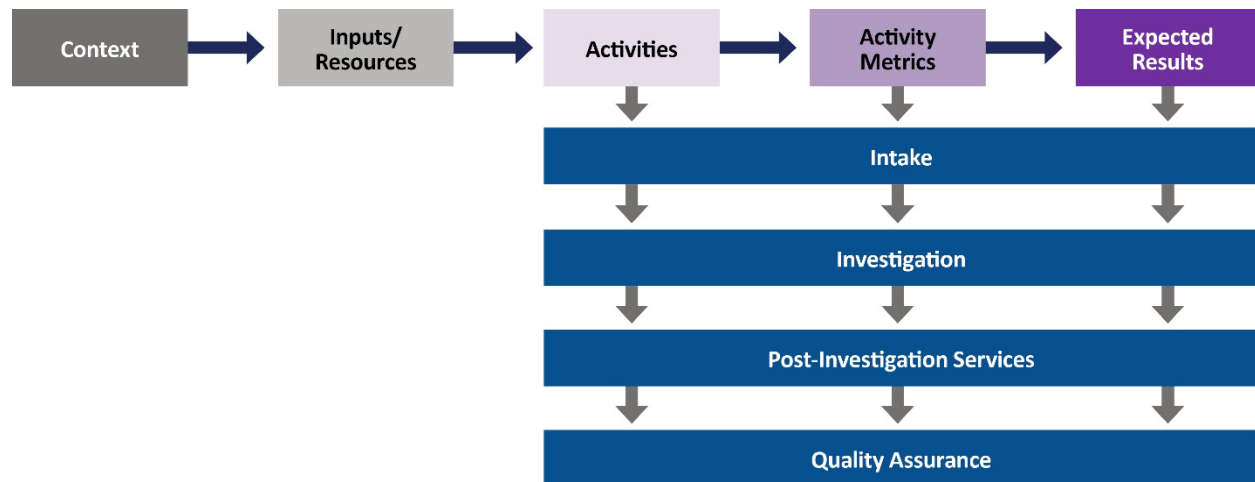 Context
Inputs/
Resources
Activities
Activity
Metrics
Expected
Results
Intake
Investigation
Post-Investigation Services
Quality Assurance